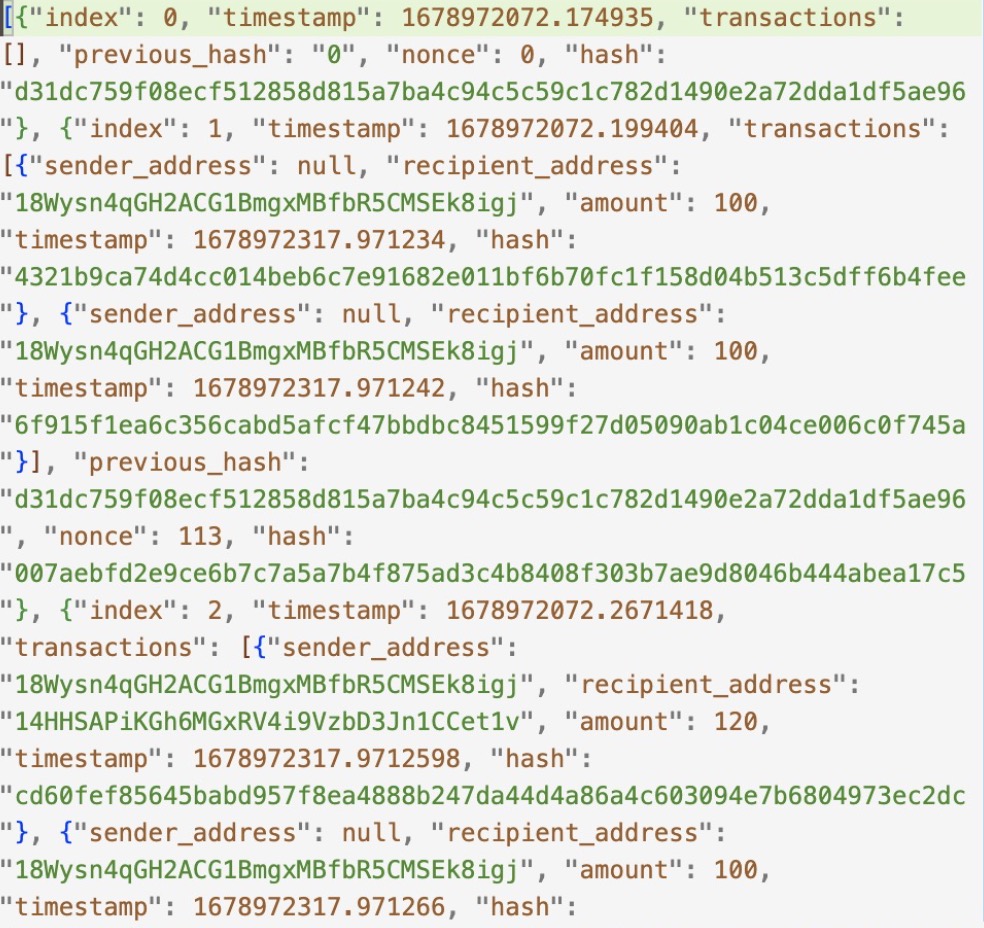 [{"index": 0, "timestamp": 1678972072.174935, "transactions":
[], "previous_hash": "0", "nonce": 0, "hash":
"d31dc759f08ecf512858d815a7ba4c94c5c59c1c782d1490e2a72dda1df5ae96
"}, {"index": 1, "timestamp": 1678972072.199404, "transactions":
[{"sender_address": null, "recipient_address":
"18Wysn4qGH2ACG1BmgxMBfbR5CMSEk8igj", "amount": 100,
"timestamp": 1678972317.971234, "hash":
"4321b9ca74d4cc014beb6c7e91682e011bf6b70fc1f158d04b513c5dff6b4fee
"}, {"sender_address": null, "recipient_address":
"18Wysn4qGH2ACG1BmgxMBfbR5CMSEk8igj", "amount": 100,
"timestamp": 1678972317.971242, "hash":
"6f915f1ea6c356cabd5afcf47bbdbc8451599f27d05090ab1c04ce006c0f745a
"}], "previous_hash":
"d31dc759f08ecf512858d815a7ba4c94c5c59c1c782d1490e2a72dda1df5ae96
", "nonce": 113, "hash":
"007aebfd2e9ce6b7c7a5a7b4f875ad3c4b8408f303b7ae9d8046b444abea17c5
"}, {"index": 2, "timestamp": 1678972072.2671418,
"transactions": [{"sender_address":
"18Wysn4qGH2ACG1BmgxMBfbR5CMSEk8igj", "recipient_address":
"14HHSAPiKGh6MGxRV4i9VzbD3Jn1CCet1v", "amount": 120,
"timestamp": 1678972317.9712598, "hash":
"cd60fef85645babd957f8ea4888b247da44d4a86a4c603094e7b6804973ec2dc
"}, {"sender_address": null, "recipient_address":
"18Wysn4qGH2ACG1BmgxMBfbR5CMSEk8igj", "amount": 100,
"timestamp": 1678972317.971266, "hash":